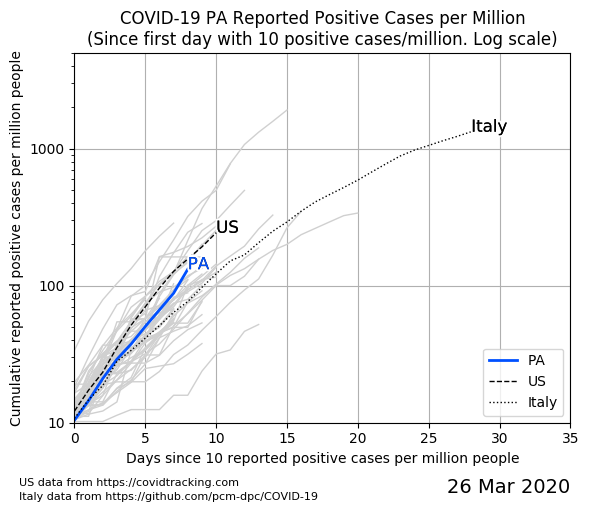 COVID-19 PA Reported Positive Cases per Million
(Since first day with 10 positive cases/million. Log scale)
Cumulative reported positive cases per million people
1000
100
10
Italy
US
PA
PA
US
Italy
0 5 10 15 20 25 30 35
Days since 10 reported positive cases per million people
US data from https://covidtracking.com
Italy data from https://github.com/pcm-dpc/COVID-19
26 Mar 2020